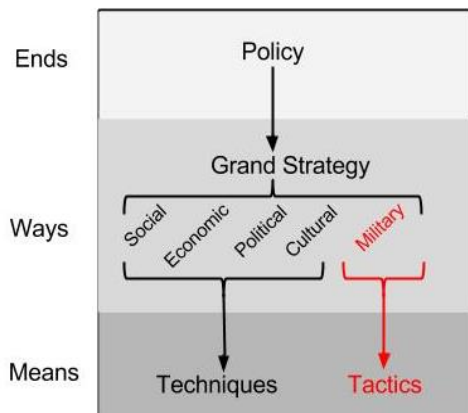 Ends
Policy
Grand Strategy
Ways
Social
Economic
Political
Cultural
Military
Means
Techniques
Tactics